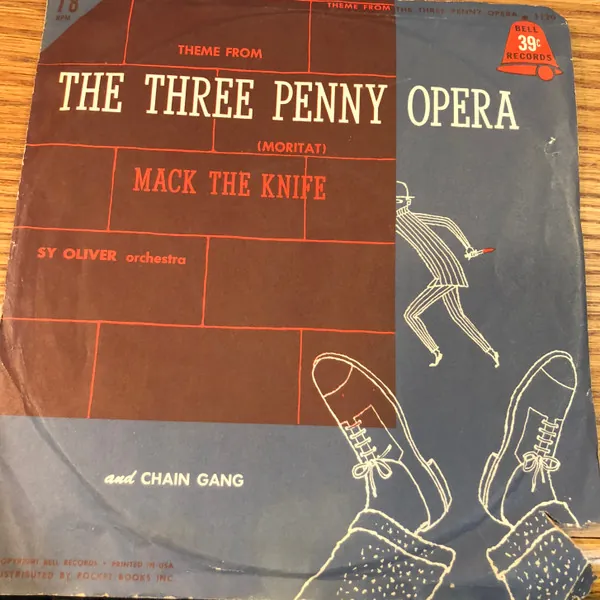 78
RPM
THEME FROM THE THREE PENNY OPERA
BELL
39¢
RECORDS
THEME FROM
THE THREE PENNY OPERA
(MORITAT)
MACK THE KNIFE
SY OLIVER orchestra
and CHAIN GANG
COPYRIGHT BELL RECORDS • PRINTED IN USA
DISTRIBUTED BY POCKET BOOKS INC